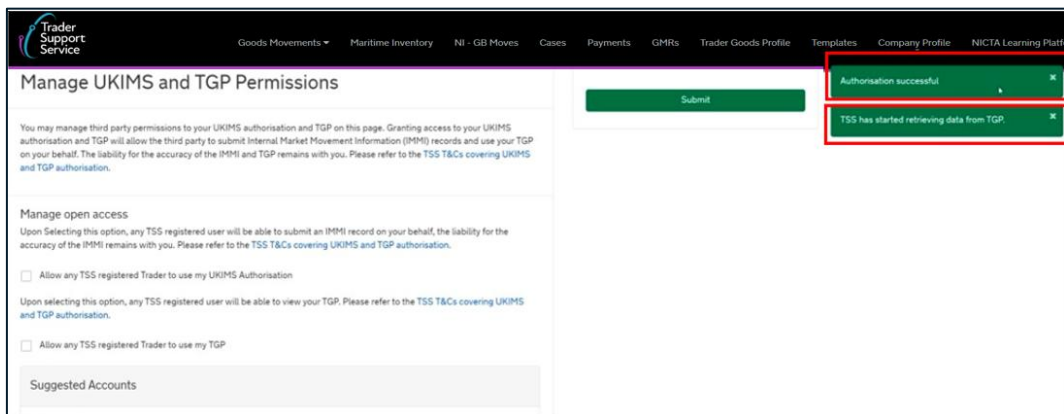 Trader
Support
Service
Goods Movements Maritime Inventory NI - GB Moves Cases Payments GMRs Trader Goods Profile Templates Company Profile NICTA Learning Platf
Manage UKIMS and TGP Permissions
You may manage third party permissions to your UKIMS authorisation and TGP on this page. Granting access to your UKIMS
authorisation and TGP will allow the third party to submit Internal Market Movement Information (IMMI) records and use your TGP
on your behalf. The liability for the accuracy of the IMMI and TGP remains with you. Please refer to the TSS T&Cs covering UKIMS
and TGP authorisation.
Manage open access
Upon Selecting this option, any TSS registered user will be able to submit an IMMI record on your behalf, the liability for the
accuracy of the IMMI remains with you. Please refer to the TSS T&Cs covering UKIMS and TGP authorisation.
Allow any TSS registered Trader to use my UKIMS Authorisation
Upon selecting this option, any TSS registered user will be able to view your TGP. Please refer to the TSS T&Cs covering UKIMS
and TGP authorisation.
Allow any TSS registered Trader to use my TGP
Suggested Accounts
Submit
Authorisation successful ×
TSS has started retrieving data from TGP. ×